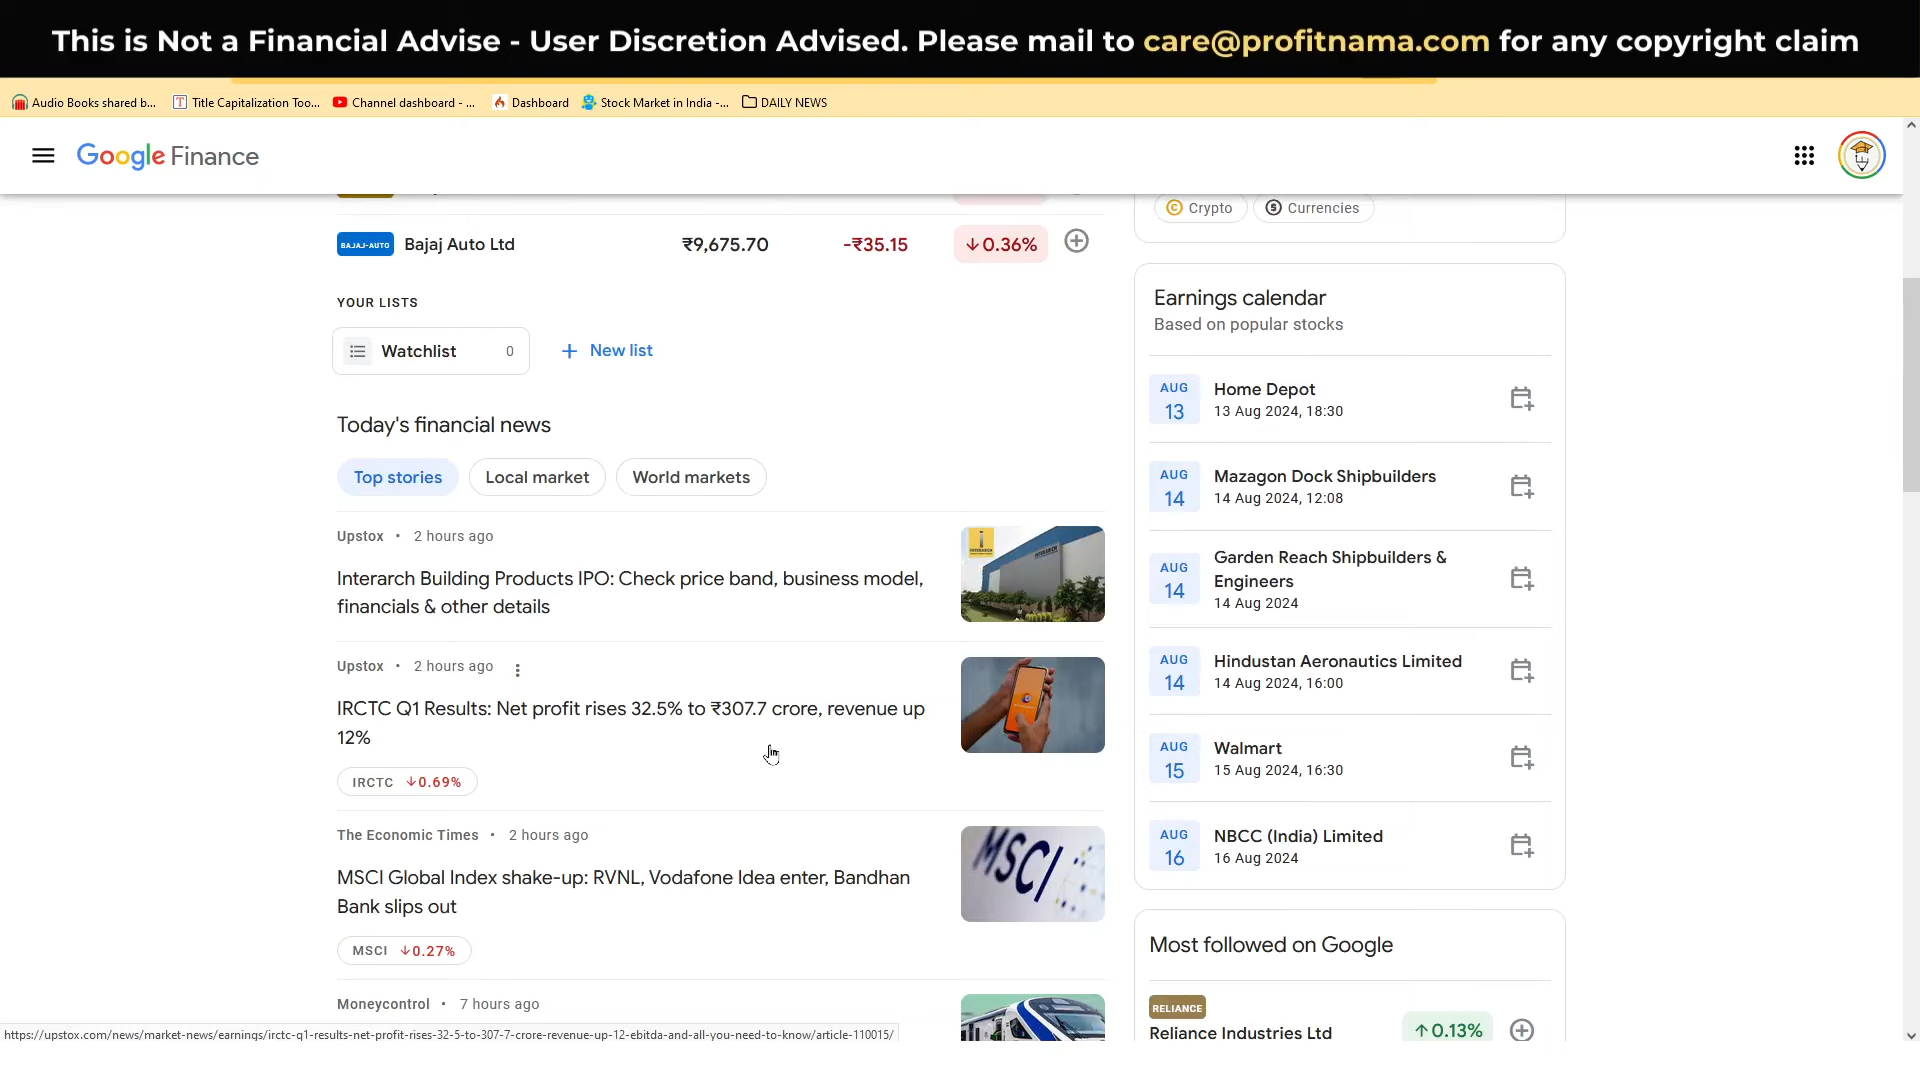 This is Not a Financial Advise - User Discretion Advised. Please mail to care@profitnama.com for any copyright claim
Audio Books shared b...
Title Capitalization Too...
Channel dashboard - ...
Dashboard
Stock Market in India -...
DAILY NEWS
Google Finance
BAJAJ-AUTO
Bajaj Auto Ltd
₹9,675.70
-₹35.15
↓0.36%
YOUR LISTS
Watchlist
0
+ New list
Today's financial news
Top stories
Local market
World markets
Upstox • 2 hours ago
Interarch Building Products IPO: Check price band, business model,
financials & other details
INTERARCH
INTERARCH
Upstox • 2 hours ago
IRCTC Q1 Results: Net profit rises 32.5% to ₹307.7 crore, revenue up
12%
IRCTC ↓0.69%
The Economic Times • 2 hours ago
MSCI Global Index shake-up: RVNL, Vodafone Idea enter, Bandhan
Bank slips out
MSCI ↓0.27%
MSCI
Moneycontrol • 7 hours ago
https://upstox.com/news/market-news/earnings/irctc-q1-results-net-profit-rises-32-5-to-307-7-crore-revenue-up-12-ebitda-and-all-you-need-to-know/article-110015/
Crypto
Currencies
Earnings calendar
Based on popular stocks
AUG
13
Home Depot
13 Aug 2024, 18:30
AUG
14
Mazagon Dock Shipbuilders
14 Aug 2024, 12:08
AUG
14
Garden Reach Shipbuilders &
Engineers
14 Aug 2024
AUG
14
Hindustan Aeronautics Limited
14 Aug 2024, 16:00
AUG
15
Walmart
15 Aug 2024, 16:30
AUG
16
NBCC (India) Limited
16 Aug 2024
Most followed on Google
RELIANCE
Reliance Industries Ltd
↑0.13%